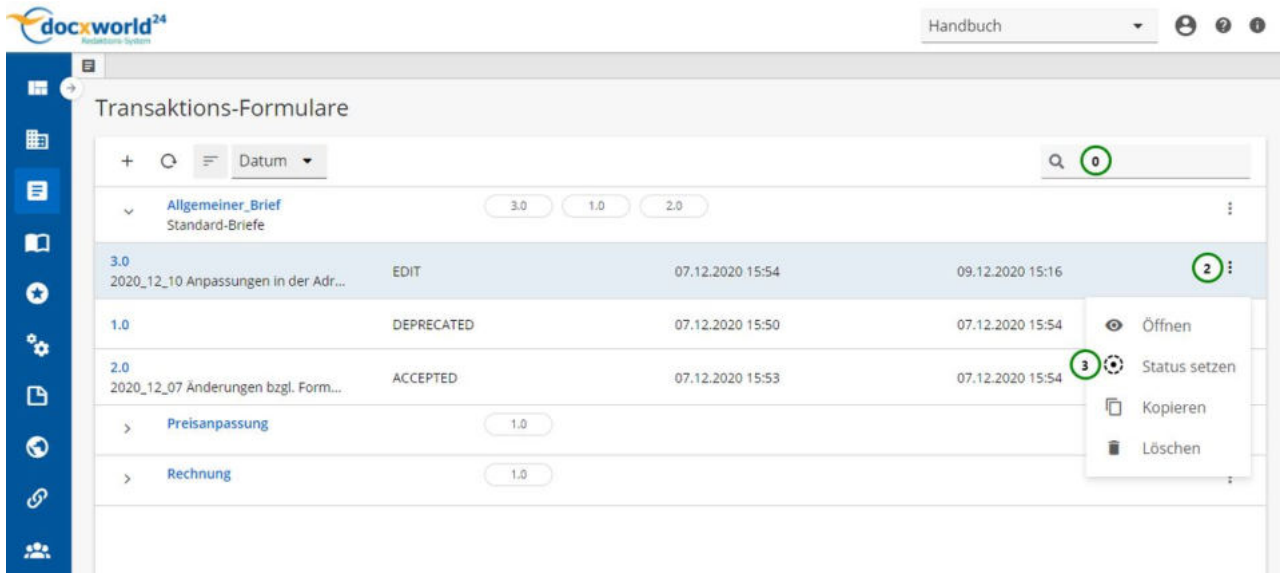 docxworld24
Redaktions-System
Handbuch
Transaktions-Formulare
Datum
0
Allgemeiner_Brief 3.0 1.0 2.0
Standard-Briefe
3.0
2020_12_10 Anpassungen in der Adr... EDIT 07.12.2020 15:54 09.12.2020 15:16 2
1.0 DEPRECATED 07.12.2020 15:50 07.12.2020 15:54
2.0
2020_12_07 Änderungen bzgl. Form... ACCEPTED 07.12.2020 15:53 07.12.2020 15:54
Öffnen
3 Status setzen
Kopieren
Löschen
Preisanpassung 1.0
Rechnung 1.0